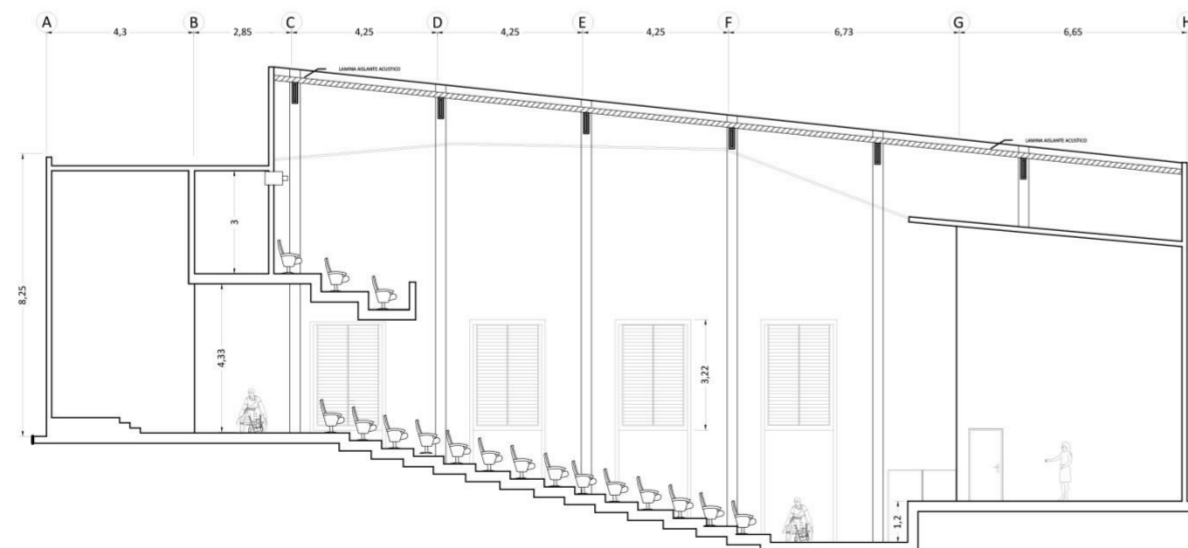 A B C D E F G H
4,3 2,85 4,25 4,25 4,25 6,73 6,65
LAMINA AISLANTE ACUSTICO
LAMINA AISLANTE ACUSTICO
3
8,25
4,33
3,22
1,2